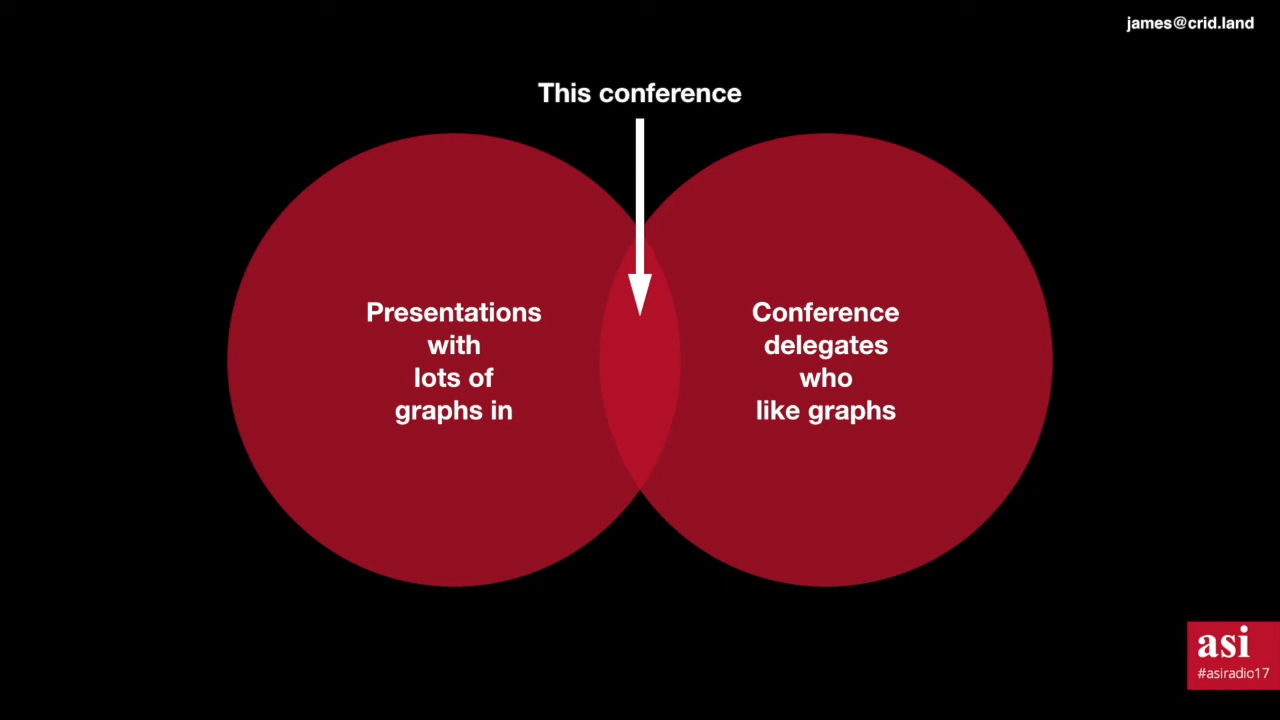 james@crid.land
This conference
Presentations
with
lots of
graphs in
Conference
delegates
who
like graphs
asi
#asiradio17